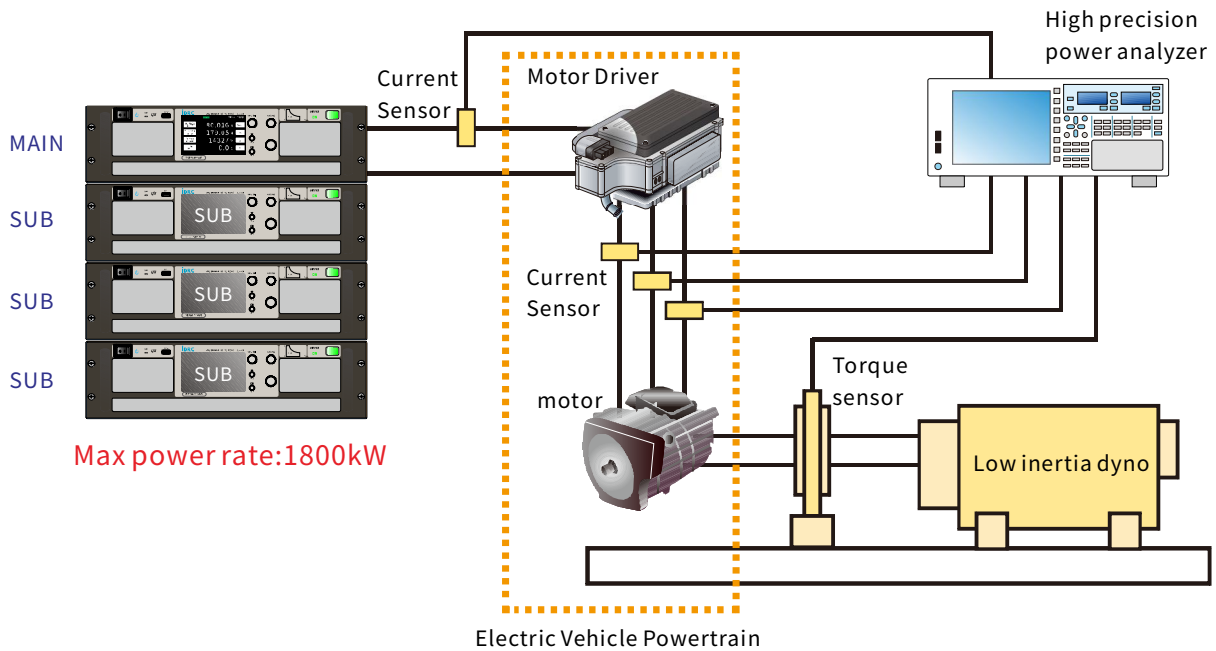 High precision
power analyzer
Current
Sensor
Motor Driver
MAIN
SUB
SUB
SUB
SUB
SUB
SUB
Current
Sensor
motor
Torque
sensor
Low inertia dyno
Max power rate:1800kW
Electric Vehicle Powertrain